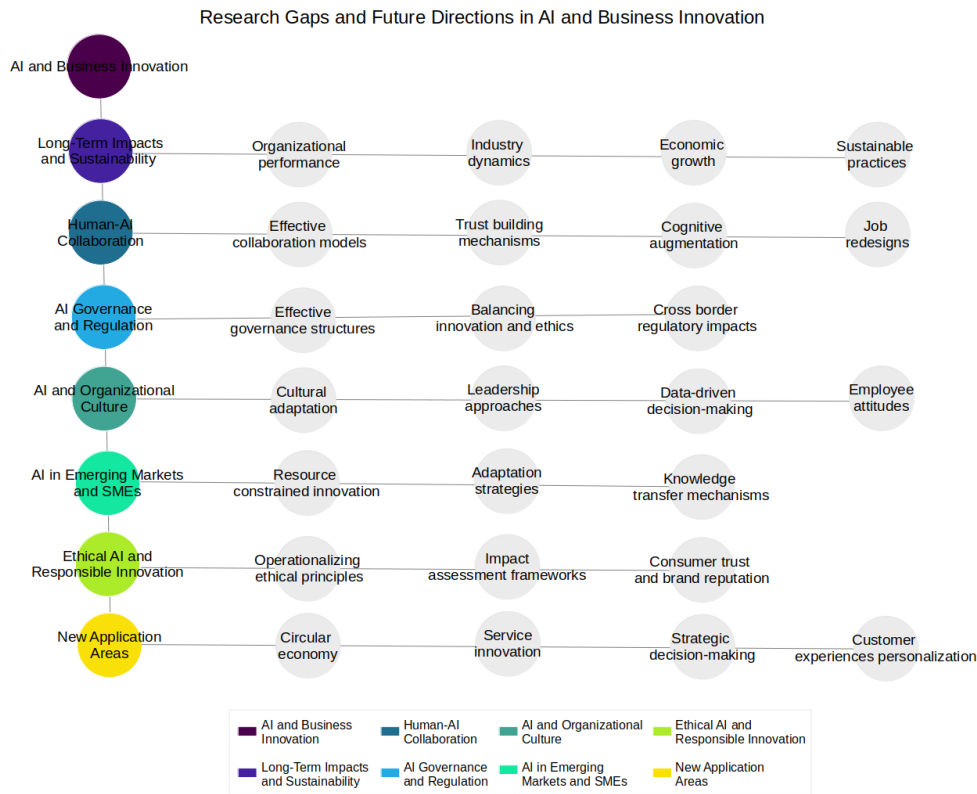 Research Gaps and Future Directions in AI and Business Innovation
AI and Business Innovation
Long-Term Impacts
and Sustainability
Organizational
performance
Industry
dynamics
Economic
growth
Sustainable
practices
Human-AI
Collaboration
Effective
collaboration models
Trust building
mechanisms
Cognitive
augmentation
Job
redesigns
AI Governance
and Regulation
Effective
governance structures
Balancing
innovation and ethics
Cross border
regulatory impacts
AI and Organizational
Culture
Cultural
adaptation
Leadership
approaches
Data-driven
decision-making
Employee
attitudes
AI in Emerging Markets
and SMEs
Resource
constrained innovation
Adaptation
strategies
Knowledge
transfer mechanisms
Ethical AI and
Responsible Innovation
Operationalizing
ethical principles
Impact
assessment frameworks
Consumer trust
and brand reputation
New Application
Areas
Circular
economy
Service
innovation
Strategic
decision-making
Customer
experiences personalization
AI and Business
Innovation
Human-AI
Collaboration
AI and Organizational
Culture
Ethical AI and
Responsible Innovation
Long-Term Impacts
and Sustainability
AI Governance
and Regulation
AI in Emerging
Markets and SMEs
New Application
Areas